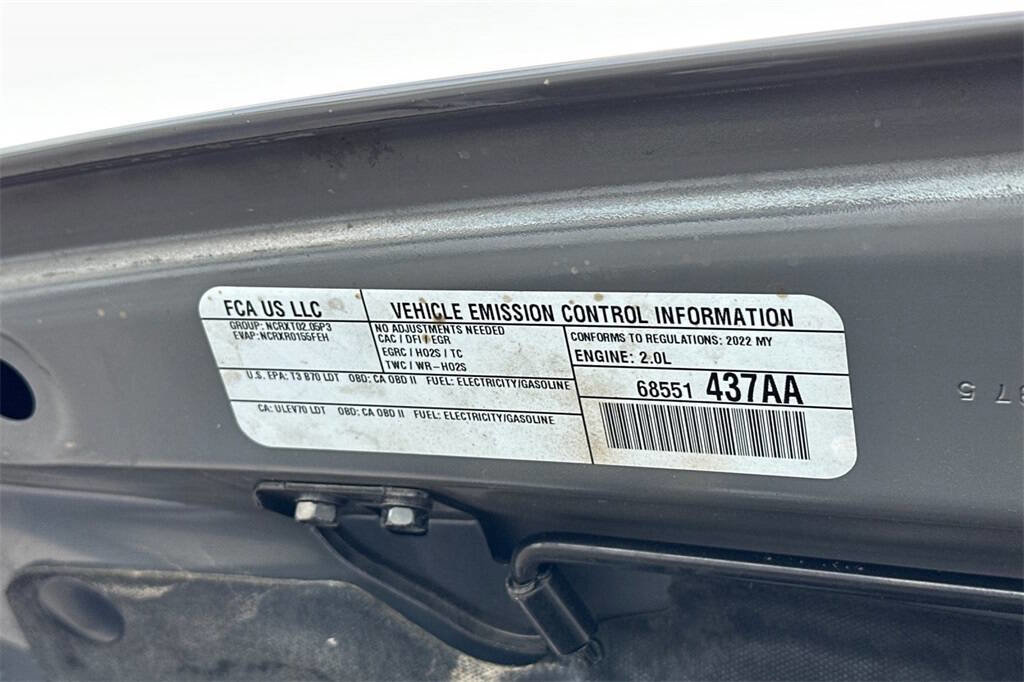 FCA US LLC
GROUP: NCRXT02.05P3
EVAP: NCRXR0155FEH
VEHICLE EMISSION CONTROL INFORMATION
NO ADJUSTMENTS NEEDED
CAC / DFI / EGR
EGRC / HO2S / TC
TWC / WR-HO2S
CONFORMS TO REGULATIONS: 2022 MY
ENGINE: 2.0L
U.S. EPA: T3 B70 LDT OBD: CA OBD II FUEL: ELECTRICITY/GASOLINE
68551 437AA
CA: ULEV70 LDT OBD: CA OBD II FUEL: ELECTRICITY/GASOLINE